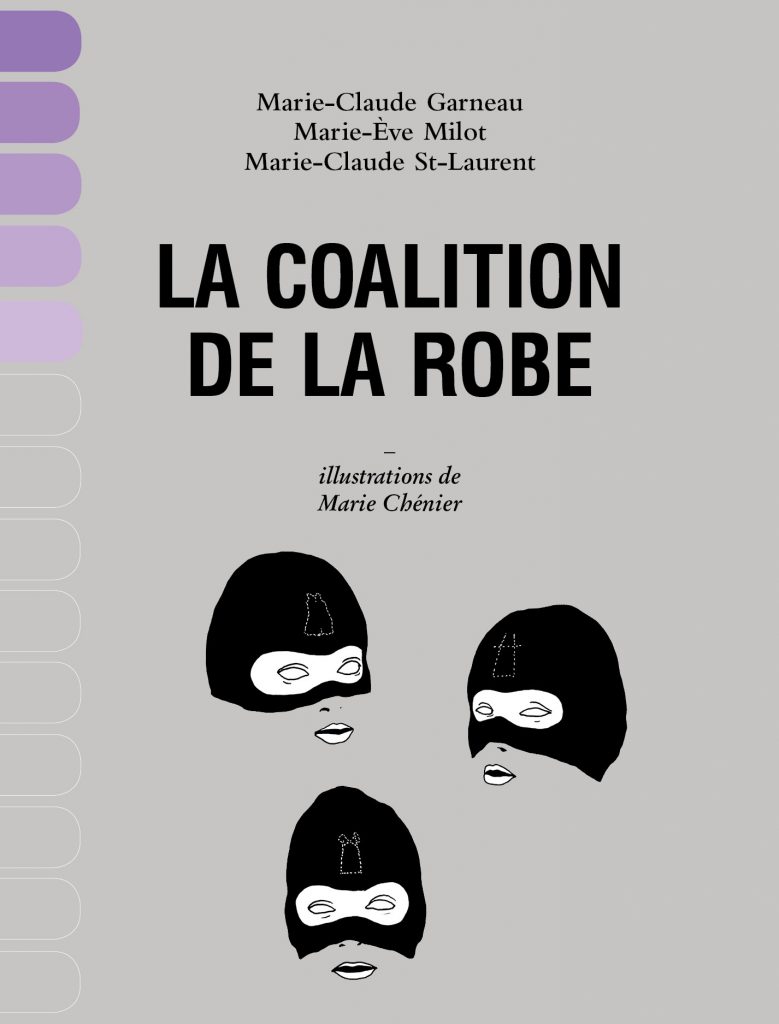 Marie-Claude Garneau
Marie-Ève Milot
Marie-Claude St-Laurent
LA COALITION
DE LA ROBE
–
illustrations de
Marie Chénier